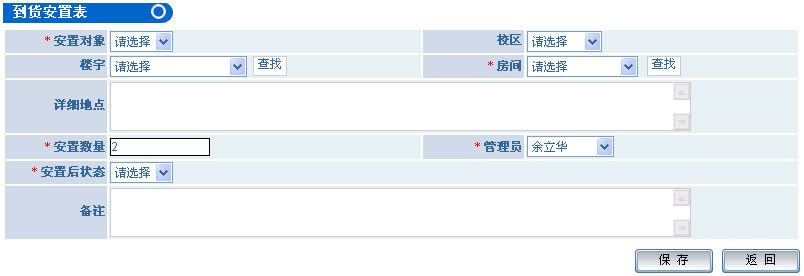 到货安置表
* 安置对象 请选择 校区 请选择
楼宇 请选择 查找 * 房间 请选择 查找
详细地点
* 安置数量 2 * 管理员 余立华
* 安置后状态 请选择
备注
保 存 返 回